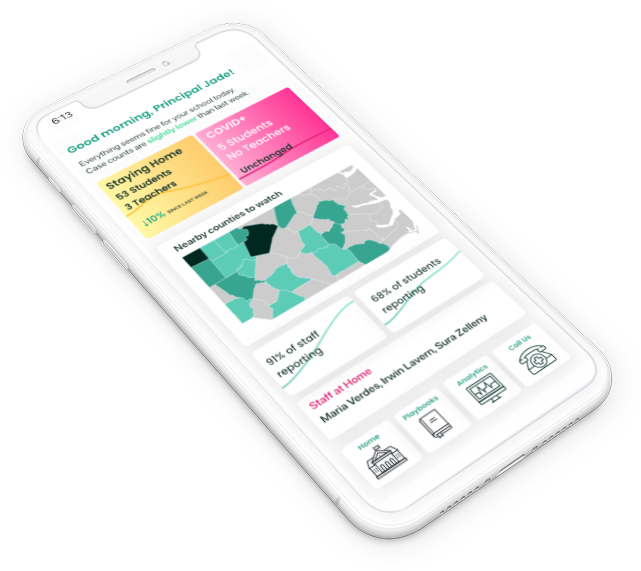 6:13
Good morning, Principal Jade!
Everything seems fine for your school today.
Case counts are slightly lower than last week.
Staying Home
53 Students
3 Teachers
↓10% SINCE LAST WEEK
COVID+
5 Students
No Teachers
Unchanged
Nearby counties to watch
91% of staff
reporting
68% of students
reporting
Staff at Home
Maria Verdes, Irwin Lavern, Sura Zelleny
Home
Playbooks
Analytics
Call Us